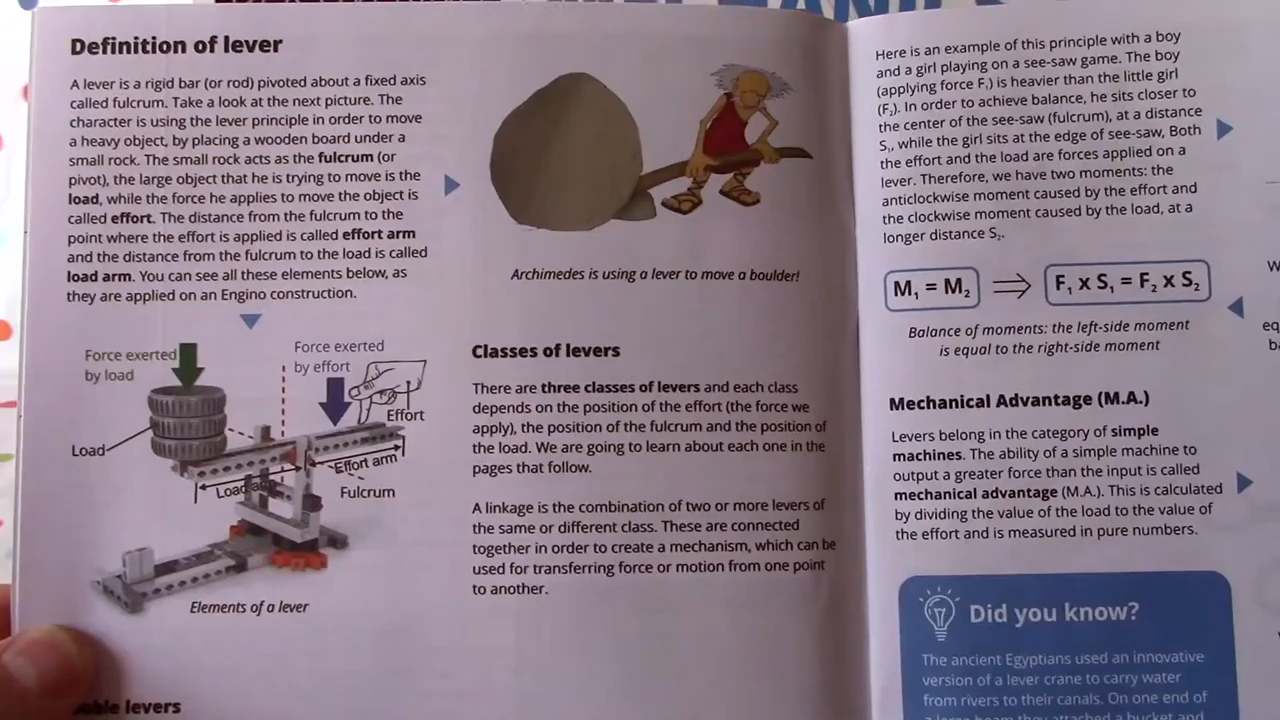 Definition of lever
A lever is a rigid bar (or rod) pivoted about a fixed axis
called fulcrum. Take a look at the next picture. The
character is using the lever principle in order to move
a heavy object, by placing a wooden board under a
small rock. The small rock acts as the fulcrum (or
pivot), the large object that he is trying to move is the
load, while the force he applies to move the object is
called effort. The distance from the fulcrum to the
point where the effort is applied is called effort arm
and the distance from the fulcrum to the load is called
load arm. You can see all these elements below, as
they are applied on an Engino construction.
Force exerted
by load
Force exerted
by effort
Effort
Load
Load arm
Effort arm
Fulcrum
Elements of a lever
levers
Archimedes is using a lever to move a boulder!
Classes of levers
There are three classes of levers and each class
depends on the position of the effort (the force we
apply), the position of the fulcrum and the position of
the load. We are going to learn about each one in the
pages that follow.
A linkage is the combination of two or more levers of
the same or different class. These are connected
together in order to create a mechanism, which can be
used for transferring force or motion from one point
to another.
Here is an example of this principle with a boy
and a girl playing on a see-saw game. The boy
(applying force F₁) is heavier than the little girl
(F₂). In order to achieve balance, he sits closer to
the center of the see-saw (fulcrum), at a distance
S₁, while the girl sits at the edge of see-saw, Both
the effort and the load are forces applied on a
lever. Therefore, we have two moments: the
anticlockwise moment caused by the effort and
the clockwise moment caused by the load, at a
longer distance S₂.
M₁ = M₂ ⇒ F₁ x S₁ = F₂ x S₂
Balance of moments: the left-side moment
is equal to the right-side moment
Mechanical Advantage (M.A.)
Levers belong in the category of simple
machines. The ability of a simple machine to
output a greater force than the input is called
mechanical advantage (M.A.). This is calculated
by dividing the value of the load to the value of
the effort and is measured in pure numbers.
Did you know?
The ancient Egyptians used an innovative
version of a lever crane to carry water
from rivers to their canals. On one end of
a large beam they attached a bucket and